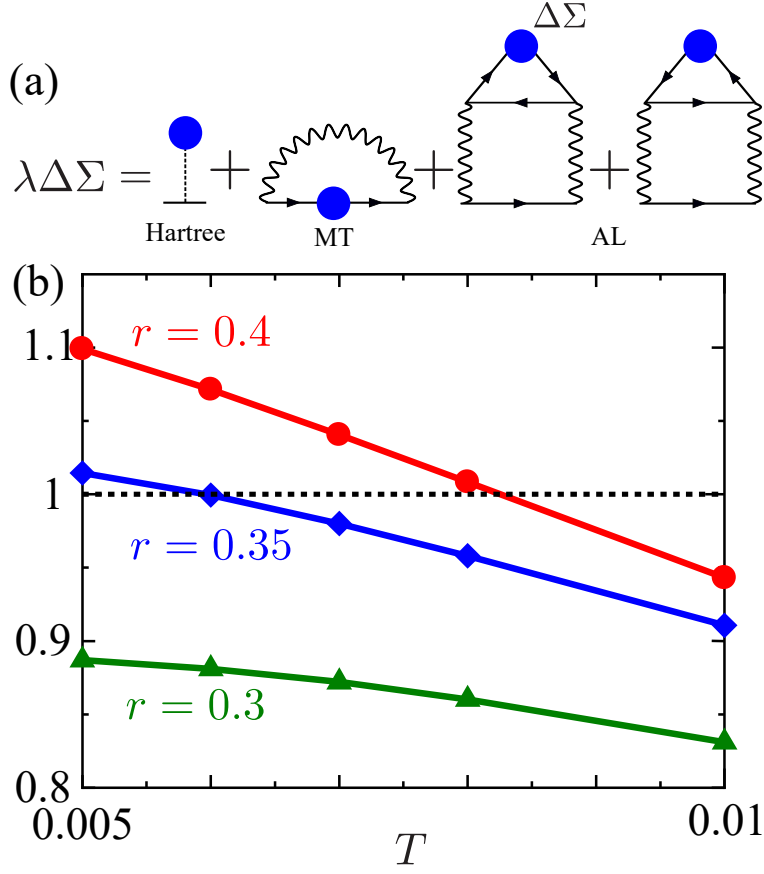 (a)
ΔΣ
λΔΣ = + + +
Hartree
MT
AL
(b)
1.1
r = 0.4
1
r = 0.35
0.9
r = 0.3
0.8
0.005
0.01
T